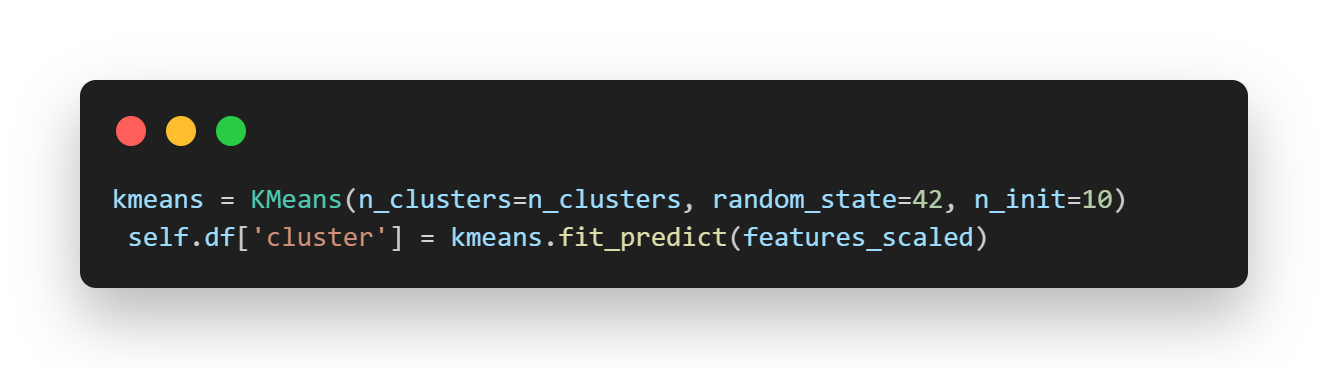 kmeans = KMeans(n_clusters=n_clusters, random_state=42, n_init=10)
 self.df['cluster'] = kmeans.fit_predict(features_scaled)